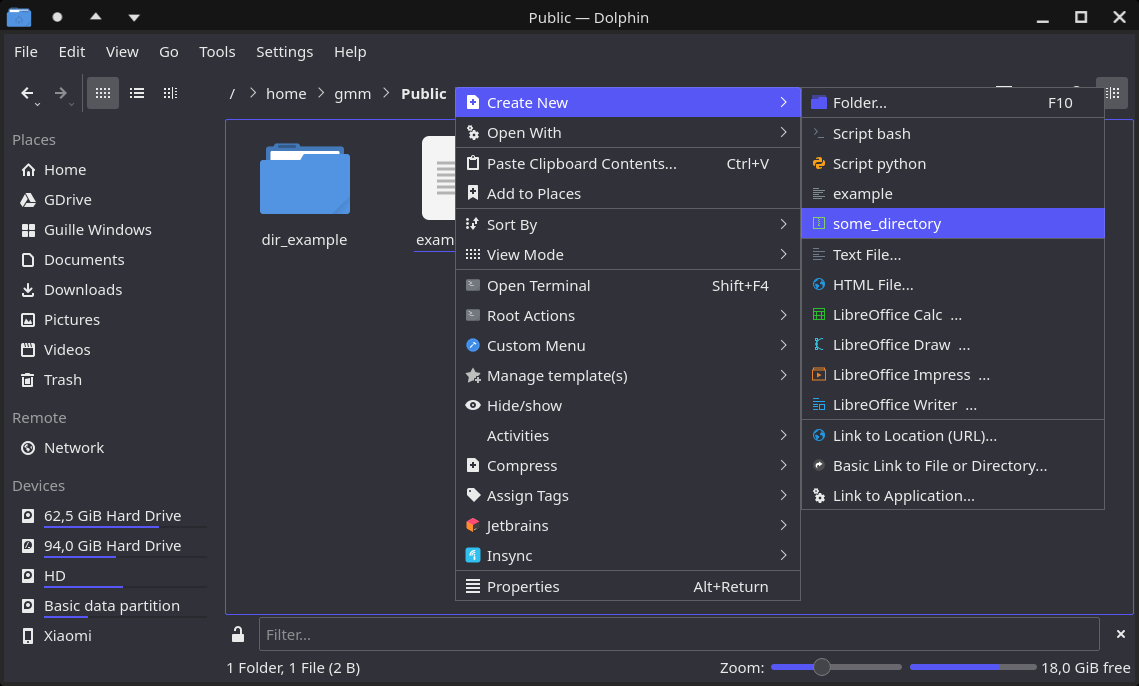 Public — Dolphin
File Edit View Go Tools Settings Help
/ home gmm Public
Places
Home
GDrive
Guille Windows
Documents
Downloads
Pictures
Videos
Trash
Remote
Network
Devices
62,5 GiB Hard Drive
94,0 GiB Hard Drive
HD
Basic data partition
Xiaomi
dir_example
exam
Create New
Open With
Paste Clipboard Contents... Ctrl+V
Add to Places
Sort By
View Mode
Open Terminal Shift+F4
Root Actions
Custom Menu
Manage template(s)
Hide/show
Activities
Compress
Assign Tags
Jetbrains
Insync
Properties Alt+Return
Folder... F10
Script bash
Script python
example
some_directory
Text File...
HTML File...
LibreOffice Calc ...
LibreOffice Draw ...
LibreOffice Impress ...
LibreOffice Writer ...
Link to Location (URL)...
Basic Link to File or Directory...
Link to Application...
Filter...
1 Folder, 1 File (2 B) Zoom: 18,0 GiB free